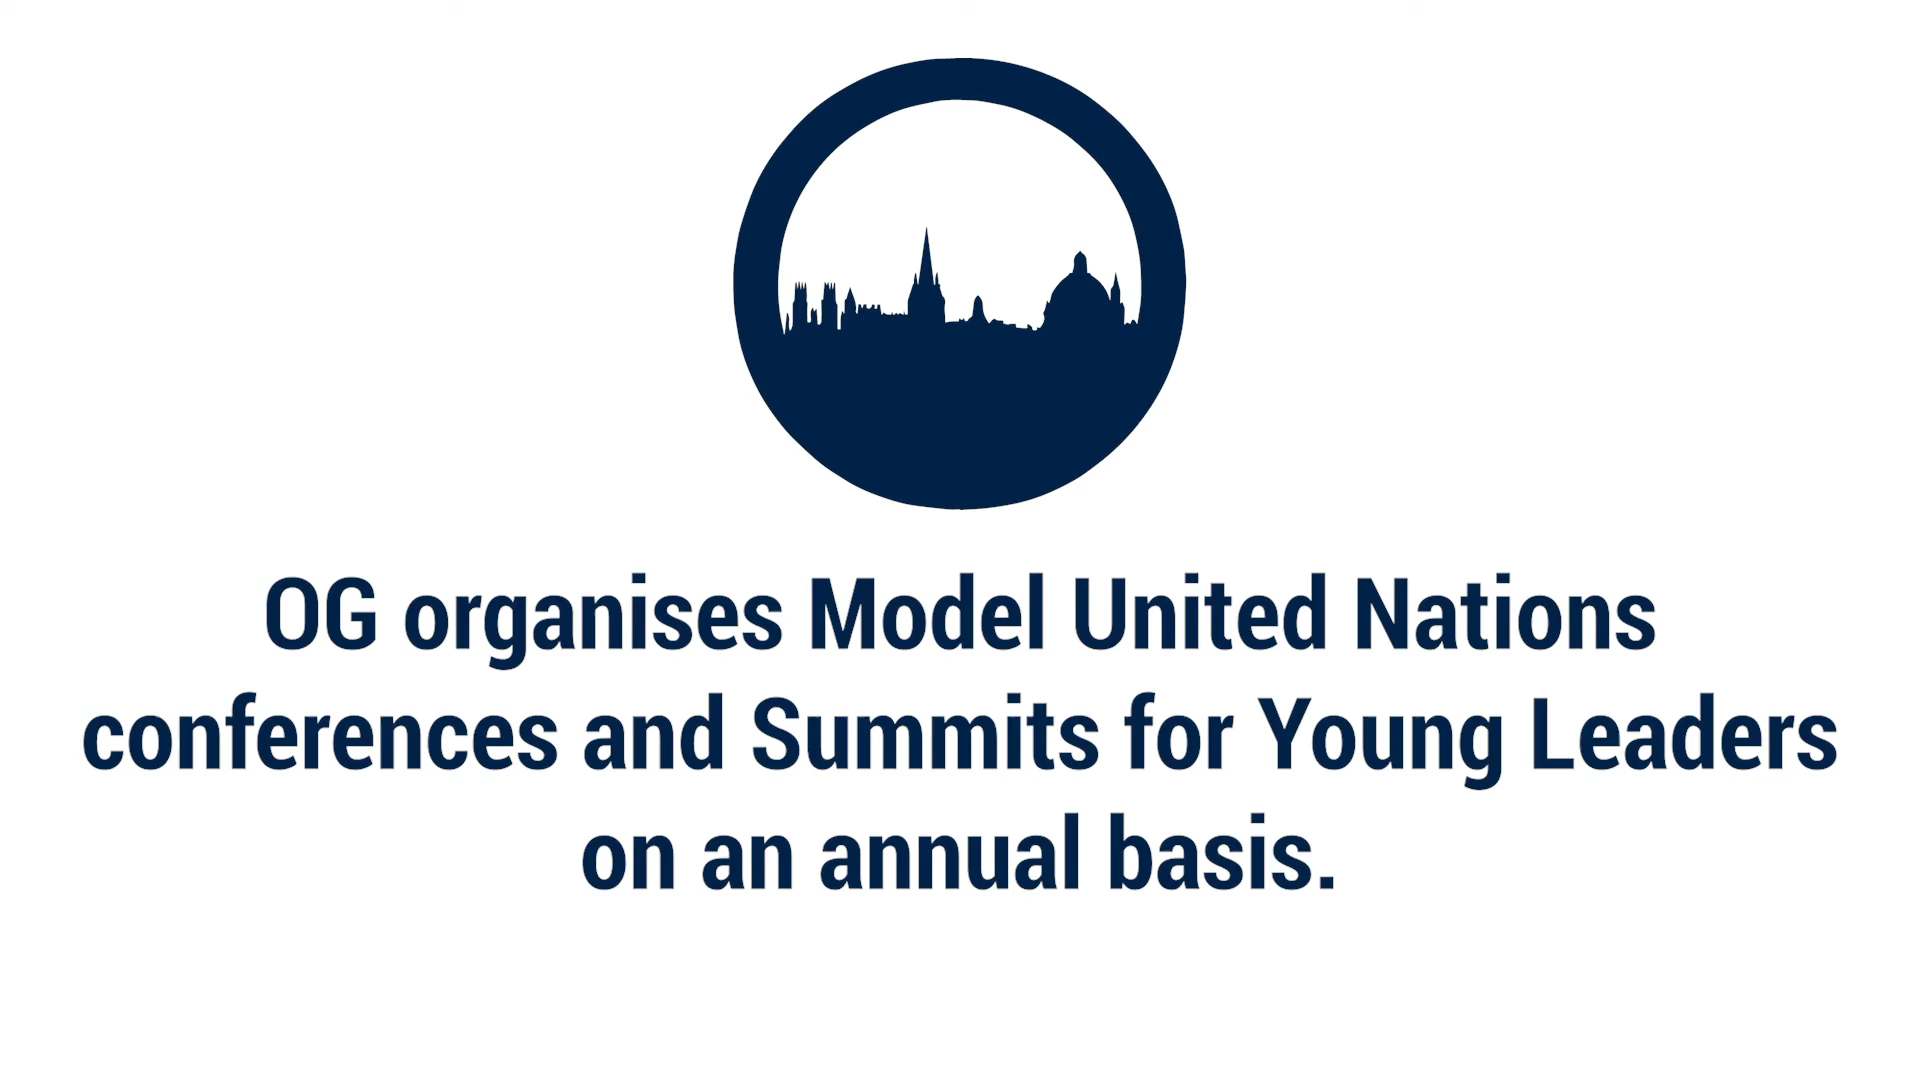 OG organises Model United Nations
conferences and Summits for Young Leaders
on an annual basis.